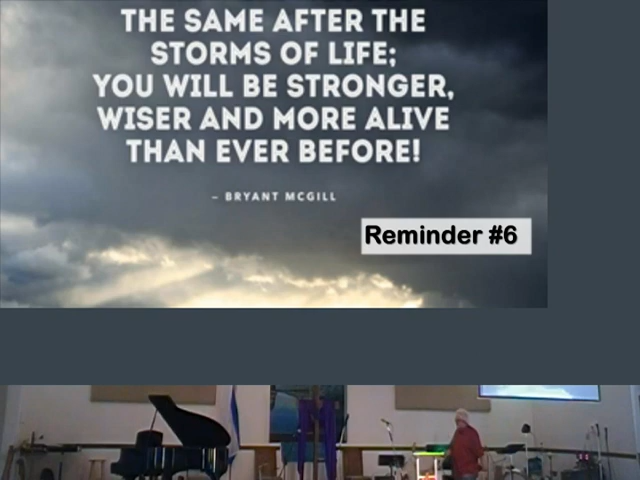 THE SAME AFTER THE
STORMS OF LIFE;
YOU WILL BE STRONGER,
WISER AND MORE ALIVE
THAN EVER BEFORE!
– BRYANT MCGILL
Reminder #6